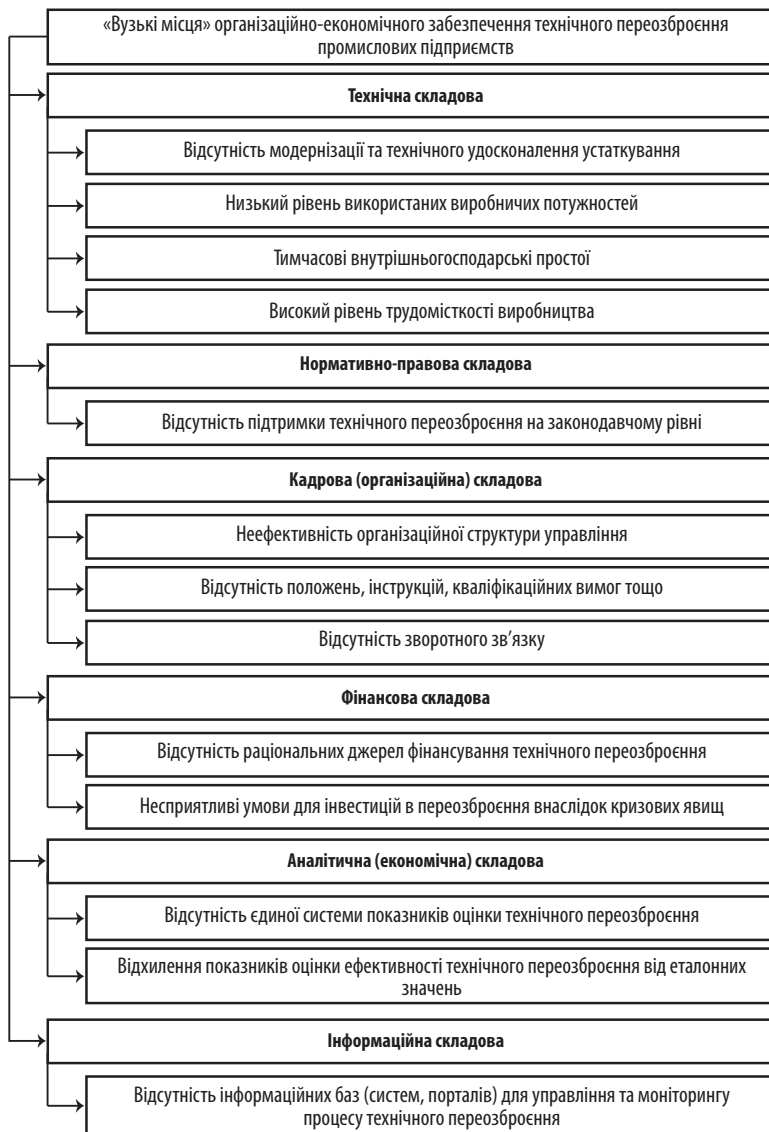 «Вузькі місця» організаційно-економічного забезпечення технічного переозброєння
промислових підприємств
Технічна складова
Відсутність модернізації та технічного удосконалення устаткування
Низький рівень використаних виробничих потужностей
Тимчасові внутрішньогосподарські простої
Високий рівень трудомісткості виробництва
Нормативно-правова складова
Відсутність підтримки технічного переозброєння на законодавчому рівні
Кадрова (організаційна) складова
Неефективність організаційної структури управління
Відсутність положень, інструкцій, кваліфікаційних вимог тощо
Відсутність зворотного зв’язку
Фінансова складова
Відсутність раціональних джерел фінансування технічного переозброєння
Несприятливі умови для інвестицій в переозброєння внаслідок кризових явищ
Аналітична (економічна) складова
Відсутність єдиної системи показників оцінки технічного переозброєння
Відхилення показників оцінки ефективності технічного переозброєння від еталонних
значень
Інформаційна складова
Відсутність інформаційних баз (систем, порталів) для управління та моніторингу
процесу технічного переозброєння